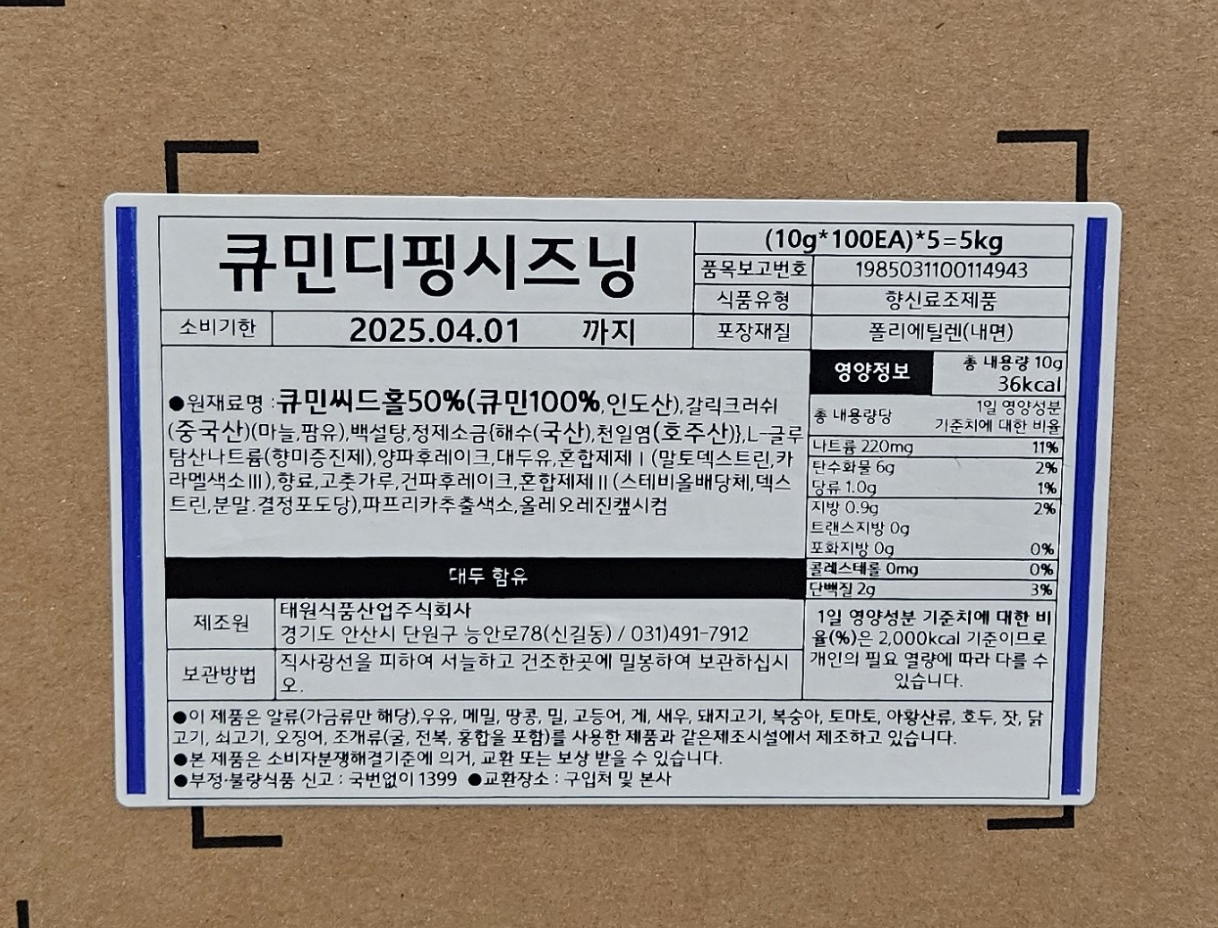 큐민디핑시즈닝
(10g*100EA)*5=5kg
품목보고번호 1985031100114943
식품유형 향신료조제품
소비기한 2025.04.01 까지
포장재질 폴리에틸렌(내면)
●원재료명 :큐민씨드홀50%(큐민100%,인도산),갈릭크러쉬
(중국산)(마늘,팜유),백설탕,정제소금{해수(국산),천일염(호주산)},L-글루
탐산나트륨(향미증진제),양파후레이크,대두유,혼합제제Ⅰ(말토덱스트린,카
라멜색소Ⅲ),향료,고춧가루,건파후레이크,혼합제제Ⅱ(스테비올배당체,덱스
트린,분말.결정포도당),파프리카추출색소,올레오레진캪시컴
대두 함유
영양정보 총 내용량 10g
36kcal
총 내용량당 1일 영양성분
기준치에 대한 비율
나트륨 220mg 11%
탄수화물 6g 2%
당류 1.0g 1%
지방 0.9g 2%
트랜스지방 0g
포화지방 0g 0%
콜레스테롤 0mg 0%
단백질 2g 3%
1일 영양성분 기준치에 대한 비
율(%)은 2,000kcal 기준이므로
개인의 필요 열량에 따라 다를 수
있습니다.
제조원 태원식품산업주식회사
경기도 안산시 단원구 능안로78(신길동) / 031)491-7912
보관방법 직사광선을 피하여 서늘하고 건조한곳에 밀봉하여 보관하십시
오.
●이 제품은 알류(가금류만 해당),우유, 메밀, 땅콩, 밀, 고등어, 게, 새우, 돼지고기, 복숭아, 토마토, 아황산류, 호두, 잣, 닭
고기, 쇠고기, 오징어, 조개류(굴, 전복, 홍합을 포함)를 사용한 제품과 같은제조시설에서 제조하고 있습니다.
●본 제품은 소비자분쟁해결기준에 의거, 교환 또는 보상 받을 수 있습니다.
●부정·불량식품 신고 : 국번없이 1399 ●교환장소 : 구입처 및 본사